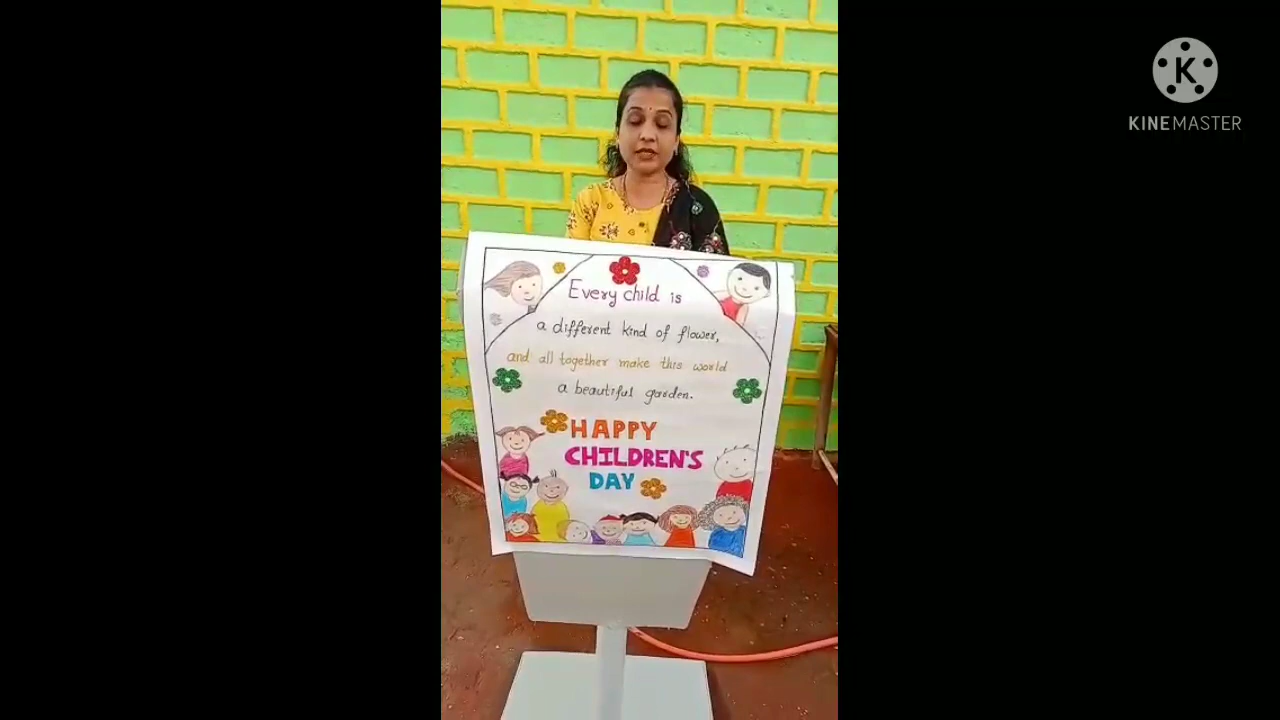 K
KINEMASTER
Every child is
a different kind of flower,
and all together make this world
a beautiful garden.
HAPPY
CHILDREN'S
DAY